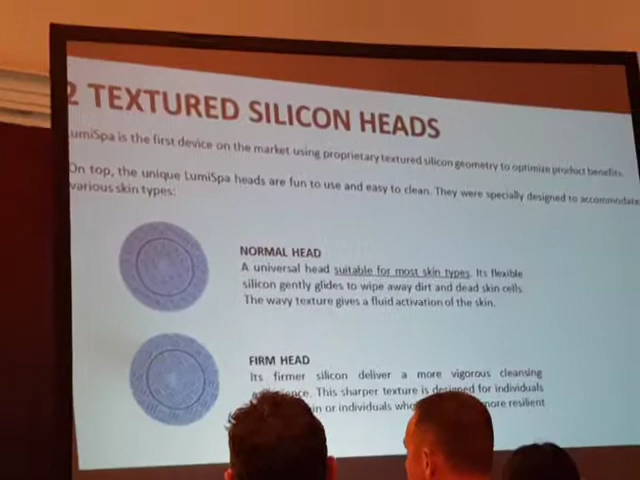 2 TEXTURED SILICON HEADS
LumiSpa is the first device on the market using proprietary textured silicon geometry to optimize product benefits.
On top, the unique LumiSpa heads are fun to use and easy to clean. They were specially designed to accommodate
various skin types:
NORMAL HEAD
A universal head suitable for most skin types. Its flexible
silicon gently glides to wipe away dirt and dead skin cells.
The wavy texture gives a fluid activation of the skin.
FIRM HEAD
Its firmer silicon deliver a more vigorous cleansing
This sharper texture is designed for individuals
or individuals who more resilient